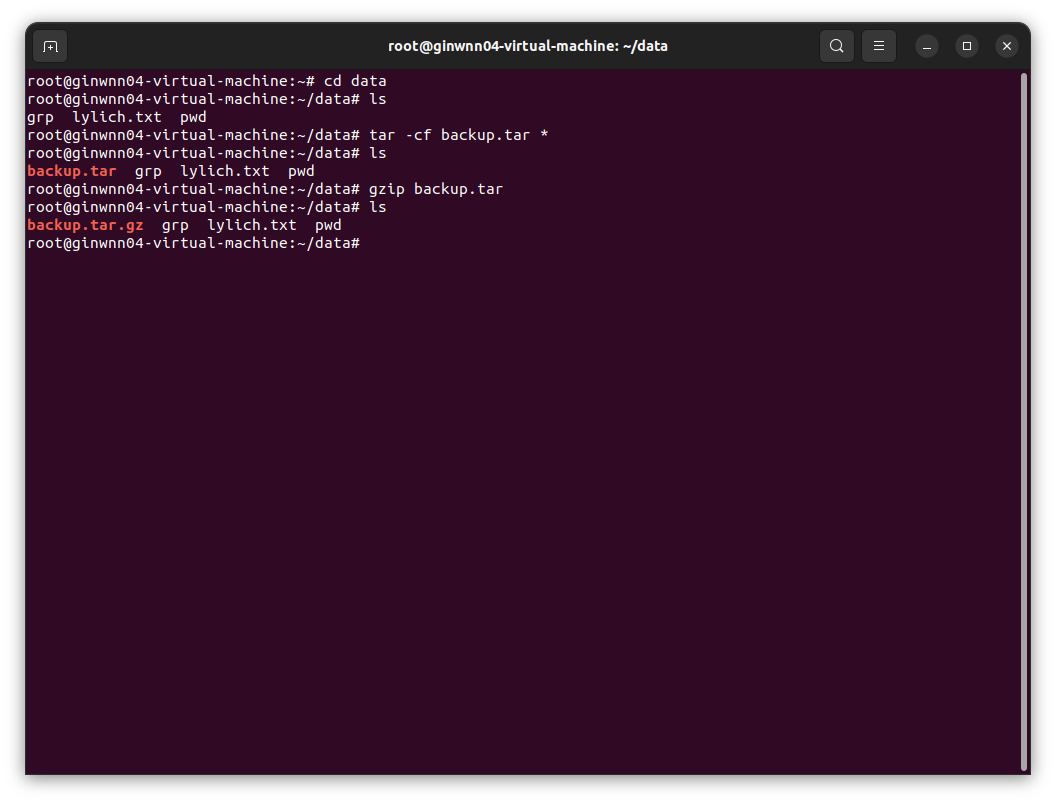 root@ginwnn04-virtual-machine: ~/data
root@ginwnn04-virtual-machine:~# cd data
root@ginwnn04-virtual-machine:~/data# ls
grp  lylich.txt  pwd
root@ginwnn04-virtual-machine:~/data# tar -cf backup.tar *
root@ginwnn04-virtual-machine:~/data# ls
backup.tar  grp  lylich.txt  pwd
root@ginwnn04-virtual-machine:~/data# gzip backup.tar
root@ginwnn04-virtual-machine:~/data# ls
backup.tar.gz  grp  lylich.txt  pwd
root@ginwnn04-virtual-machine:~/data#